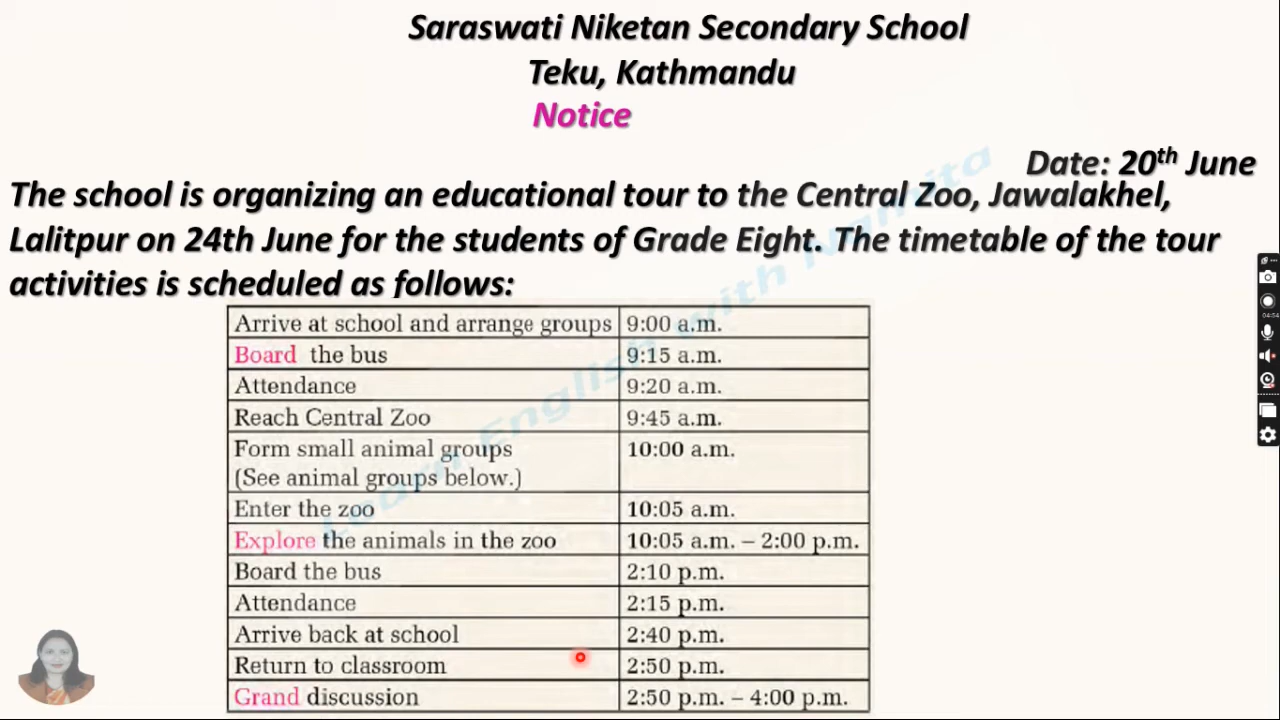 Saraswati Niketan Secondary School
Teku, Kathmandu
Notice
Date: 20th June
The school is organizing an educational tour to the Central Zoo, Jawalakhel,
Lalitpur on 24th June for the students of Grade Eight. The timetable of the tour
activities is scheduled as follows:
Arrive at school and arrange groups 9:00 a.m.
Board the bus 9:15 a.m.
Attendance 9:20 a.m.
Reach Central Zoo 9:45 a.m.
Form small animal groups 10:00 a.m.
(See animal groups below.)
Enter the zoo 10:05 a.m.
Explore the animals in the zoo 10:05 a.m. – 2:00 p.m.
Board the bus 2:10 p.m.
Attendance 2:15 p.m.
Arrive back at school 2:40 p.m.
Return to classroom 2:50 p.m.
Grand discussion 2:50 p.m. – 4:00 p.m.
Learn English with Namita